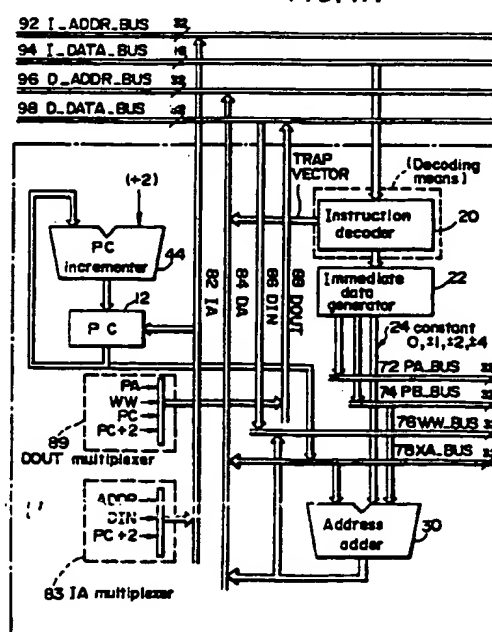 92 I_ADDR_BUS 32
94 I_DATA_BUS 16
96 D_ADDR_BUS 32
98 D_DATA_BUS
TRAP VECTOR
(Decoding means)
(+2)
Instruction decoder
20
PC incrementer
44
Immediate data generator
22
12
PC
82 IA
84 DA
86 DIN
88 DOUT
24 constant
0, ±1, ±2, ±4
72 PA_BUS
74 PB_BUS
76 WW_BUS
78 XA_BUS
PA
WW
PC
PC+2
89
DOUT multiplexer
ADDR
DIN
PC+2
83 IA multiplexer
Address adder
30